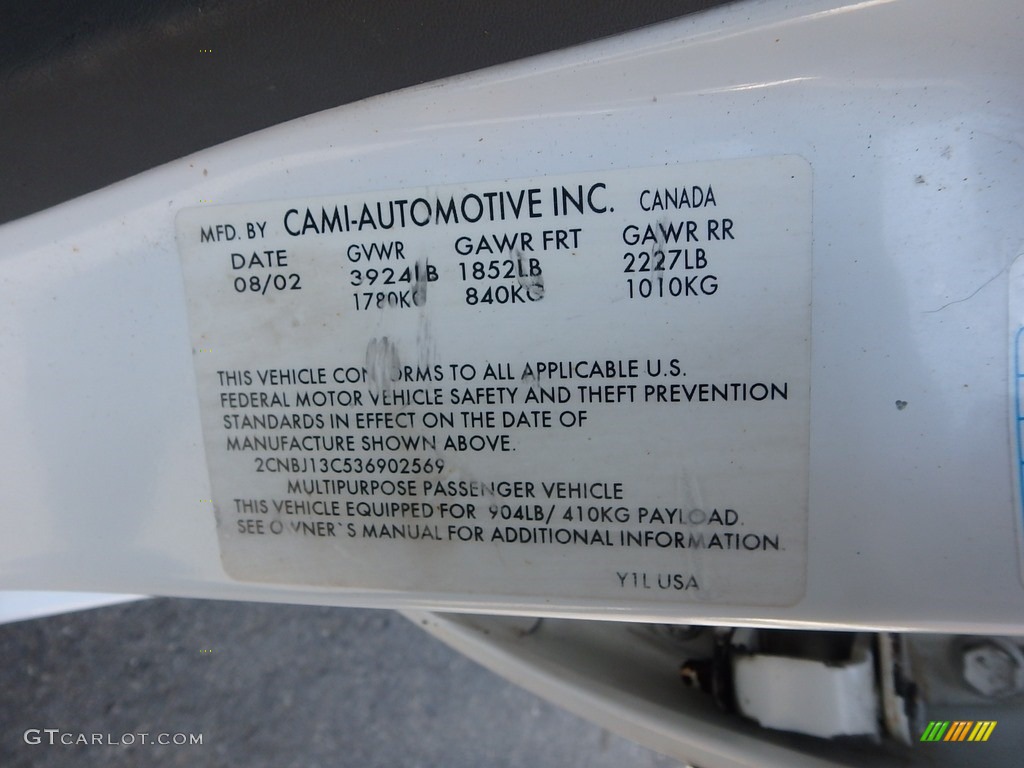 MFD. BY CAMI-AUTOMOTIVE INC. CANADA
DATE GVWR GAWR FRT GAWR RR
08/02 3924LB 1852LB 2227LB
1780KG 840KG 1010KG
THIS VEHICLE CONFORMS TO ALL APPLICABLE U.S.
FEDERAL MOTOR VEHICLE SAFETY AND THEFT PREVENTION
STANDARDS IN EFFECT ON THE DATE OF
MANUFACTURE SHOWN ABOVE.
2CNBJ13C536902569
MULTIPURPOSE PASSENGER VEHICLE
THIS VEHICLE EQUIPPED FOR 904LB/ 410KG PAYLOAD.
SEE OWNER`S MANUAL FOR ADDITIONAL INFORMATION
Y1L USA
GTCARLOT.COM